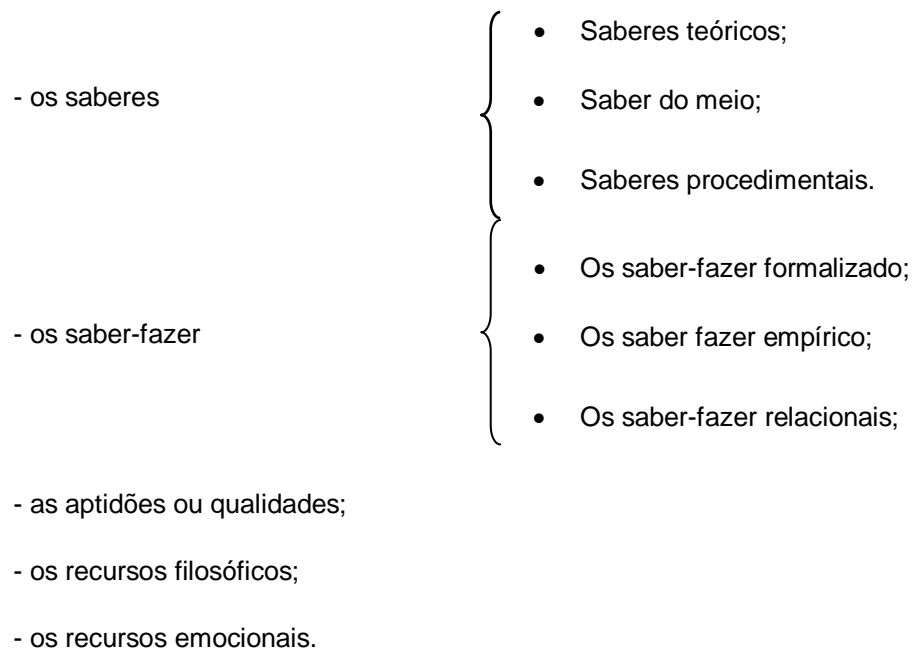 - os saberes
• Saberes teóricos;
• Saber do meio;
• Saberes procedimentais.
- os saber-fazer
• Os saber-fazer formalizado;
• Os saber fazer empírico;
• Os saber-fazer relacionais;
- as aptidões ou qualidades;
- os recursos filosóficos;
- os recursos emocionais.